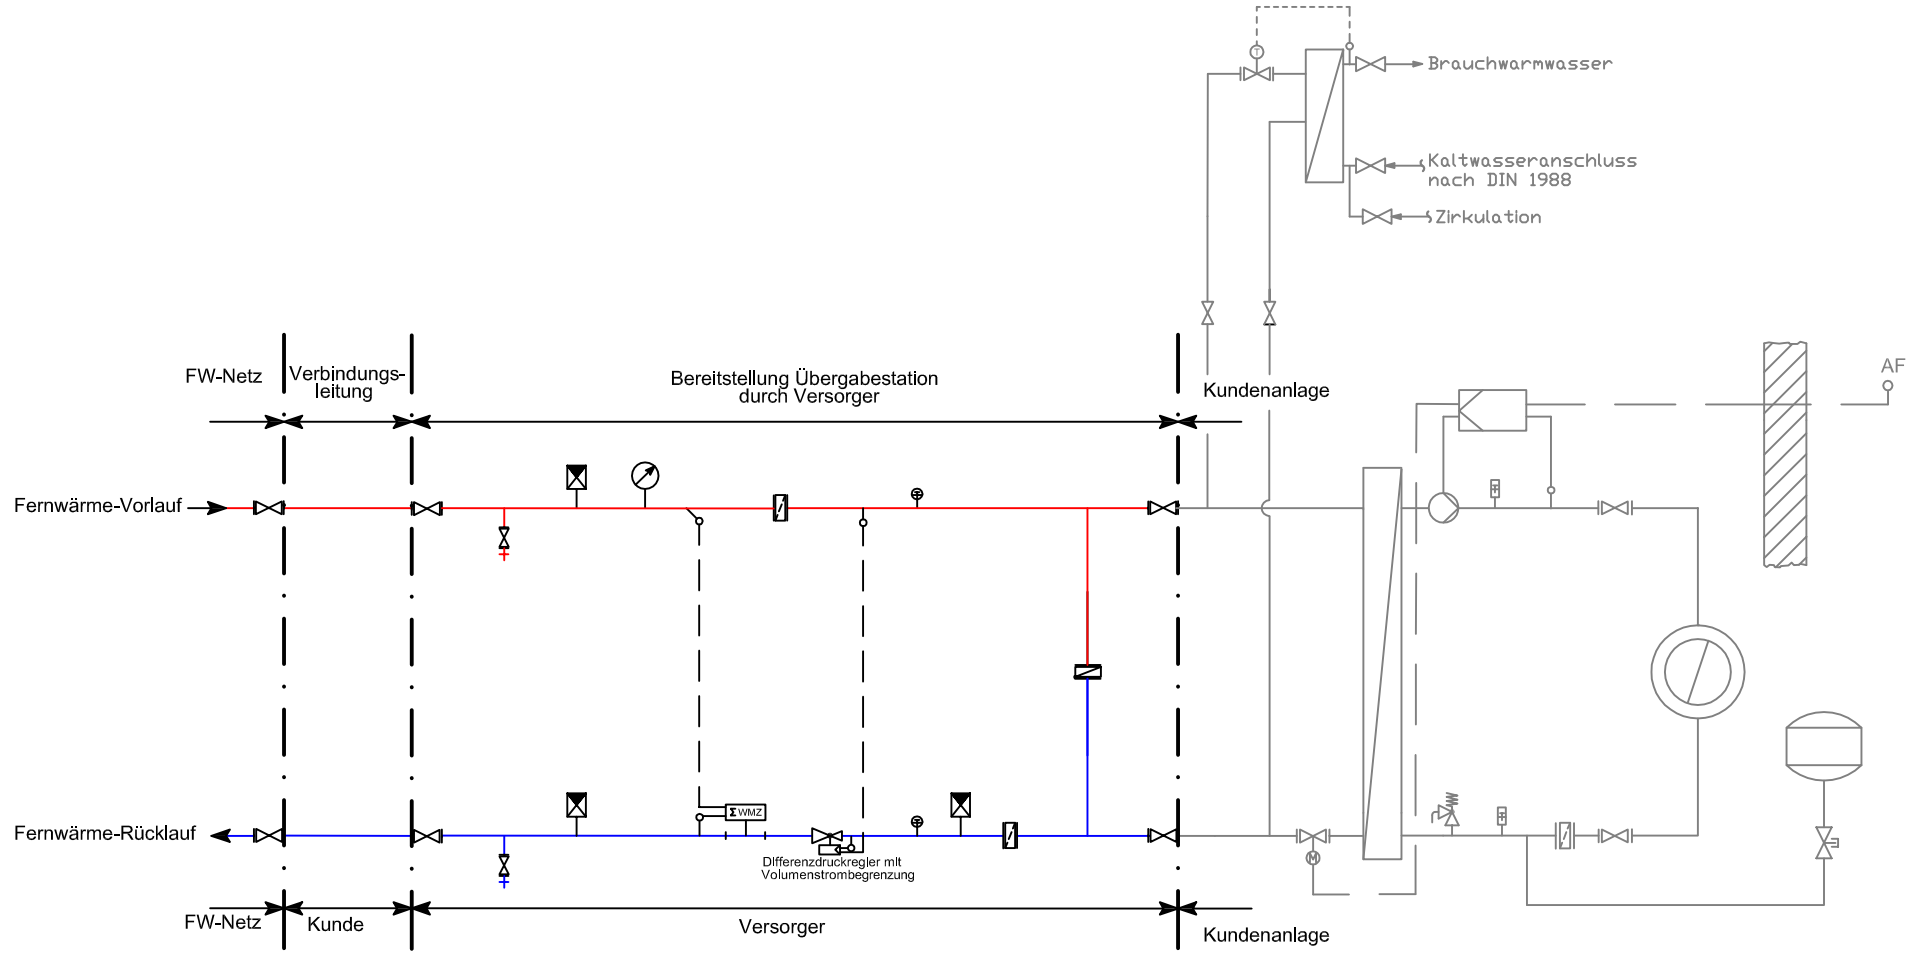 T
Brauchwarmwasser
Kaltwasseranschluss
nach DIN 1988
Zirkulation
FW-Netz
Verbindungs-
leitung
Bereitstellung Übergabestation
durch Versorger
Kundenanlage
AF
Fernwärme-Vorlauf
Σ WMZ
Fernwärme-Rücklauf
Differenzdruckregler mit
Volumenstrombegrenzung
M
FW-Netz
Kunde
Versorger
Kundenanlage